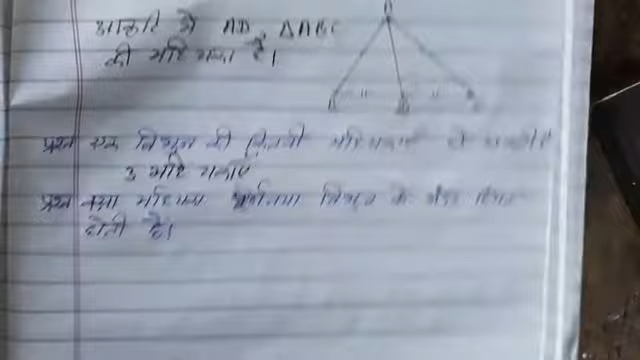 आकृति में AD, ΔABC
की माध्यिका है।
प्रश्न एक त्रिभुज की कितनी माध्यिकाएँ हो सकती है
3 माध्यिकाएँ
प्रश्न क्या माध्यिका पूर्णतया त्रिभुज के अंदर स्थित
होती है।